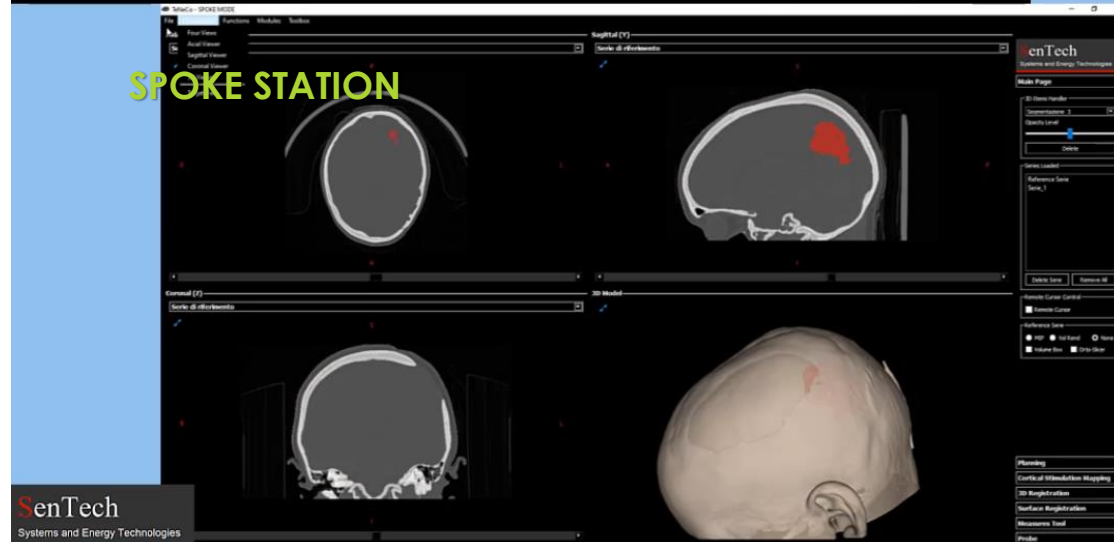 TeNeCo - SPOKE MODE
File
Functions
Modules
Toolbox
Four Views
Axial Viewer
Sagittal Viewer
Coronal Viewer
SPOKE STATION
Sagittal (Y)
Serie di riferimento
Coronal (Z)
Serie di riferimento
3D Model
SenTech
Systems and Energy Technologies
Main Page
3D Items Handler
Segmentazione 3
Opacity Level
Delete
Series Loaded
Reference Serie
Serie_1
Delete Serie
Remove All
Remote Cursor Control
Remote Cursor
Reference Serie
MIP
Vol Rend
None
Volume Box
Orto-Slicer
Planning
Cortical Stimulation Mapping
3D Registration
Surface Registration
Measures Tool
Probe
SenTech
Systems and Energy Technologies